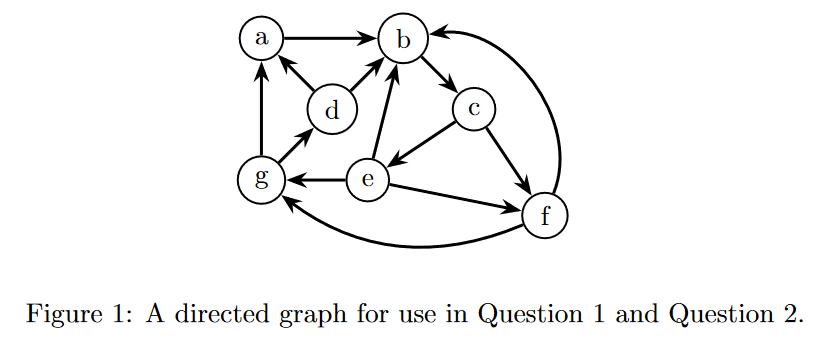 a
b
d
c
g
e
f
Figure 1: A directed graph for use in Question 1 and Question 2.